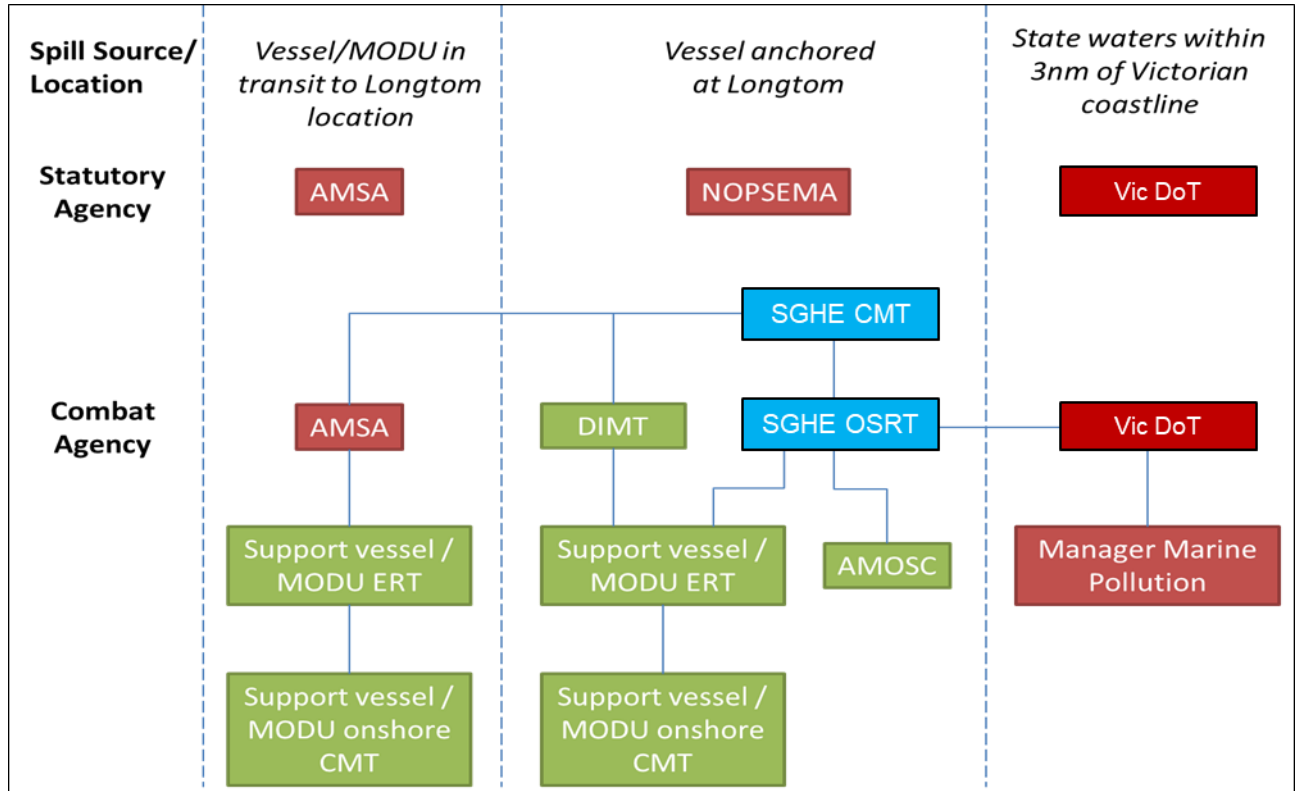 Spill Source/
Location
Vessel/MODU in
transit to Longtom
location
Vessel anchored
at Longtom
State waters within
3nm of Victorian
coastline
Statutory
Agency
AMSA
NOPSEMA
Vic DoT
SGHE CMT
Combat
Agency
AMSA
DIMT
SGHE OSRT
Vic DoT
Support vessel /
MODU ERT
Support vessel /
MODU ERT
AMOSC
Manager Marine
Pollution
Support vessel /
MODU onshore
CMT
Support vessel /
MODU onshore
CMT